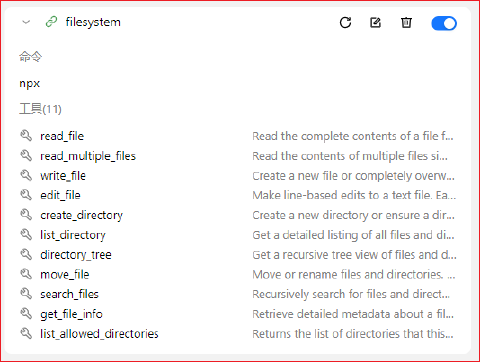 filesystem
命令
npx
工具(11)
read_file Read the complete contents of a file f...
read_multiple_files Read the contents of multiple files si...
write_file Create a new file or completely overw...
edit_file Make line-based edits to a text file. Ea...
create_directory Create a new directory or ensure a dir...
list_directory Get a detailed listing of all files and di...
directory_tree Get a recursive tree view of files and d...
move_file Move or rename files and directories. ...
search_files Recursively search for files and direct...
get_file_info Retrieve detailed metadata about a fil...
list_allowed_directories Returns the list of directories that this...